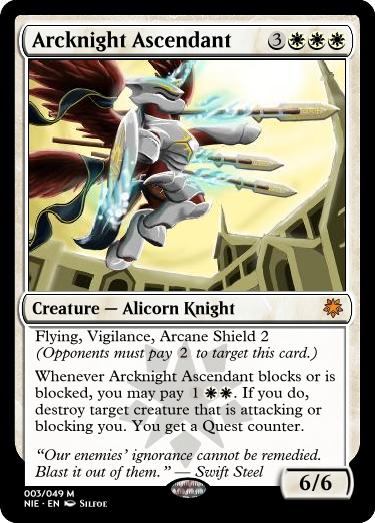 Arcknight Ascendant 3
Creature — Alicorn Knight
Flying, Vigilance, Arcane Shield 2
(Opponents must pay 2 to target this card.)
Whenever Arcknight Ascendant blocks or is
blocked, you may pay 1 . If you do,
destroy target creature that is attacking or
blocking you. You get a Quest counter.
“Our enemies’ ignorance cannot be remedied.
Blast it out of them.” — Swift Steel
6/6
003/049 M
NIE • EN SILFOE